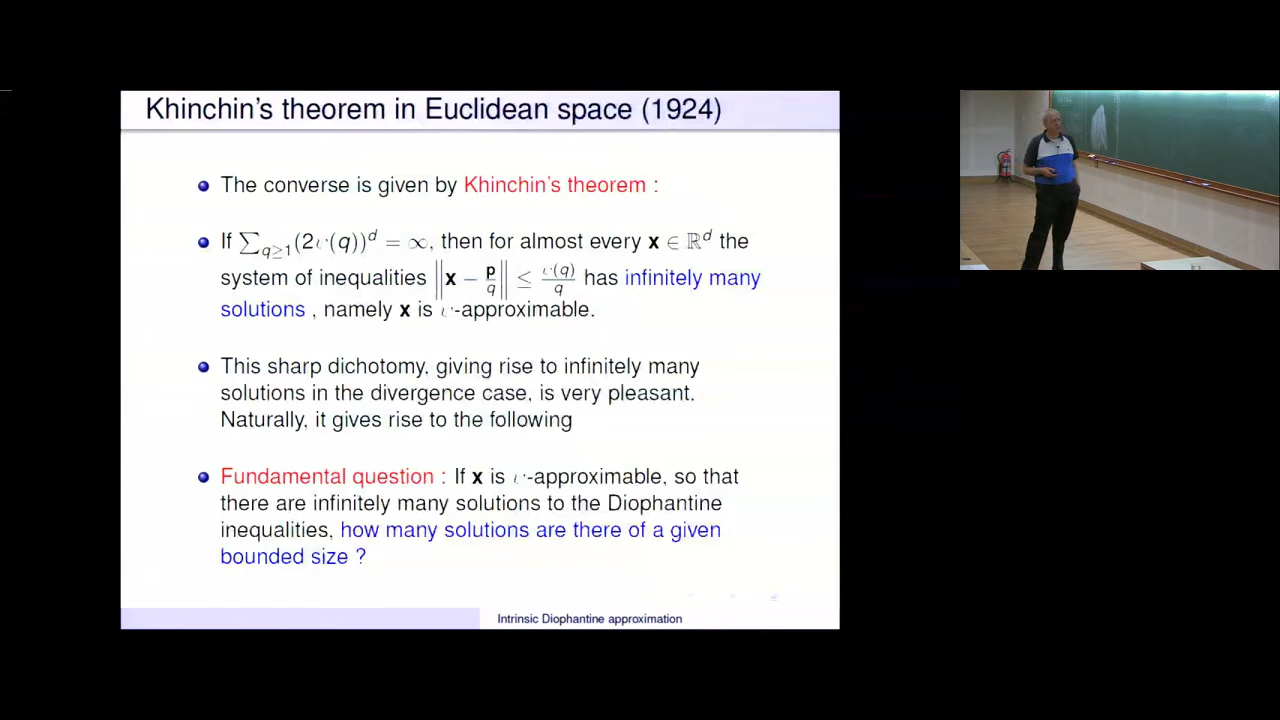 Khinchin's theorem in Euclidean space (1924)
The converse is given by Khinchin's theorem :
If ∑_{q≥1}(2ψ(q))^d = ∞, then for almost every x ∈ ℝ^d the
system of inequalities ‖x − p/q‖ ≤ ψ(q)/q has infinitely many
solutions , namely x is ψ-approximable.
This sharp dichotomy, giving rise to infinitely many
solutions in the divergence case, is very pleasant.
Naturally, it gives rise to the following
Fundamental question : If x is ψ-approximable, so that
there are infinitely many solutions to the Diophantine
inequalities, how many solutions are there of a given
bounded size ?
Intrinsic Diophantine approximation